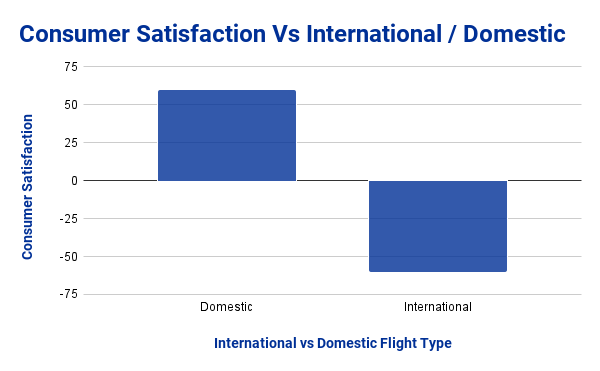 Consumer Satisfaction Vs International / Domestic
75
50
25
0
-25
-50
-75
Consumer Satisfaction
Domestic
International
International vs Domestic Flight Type